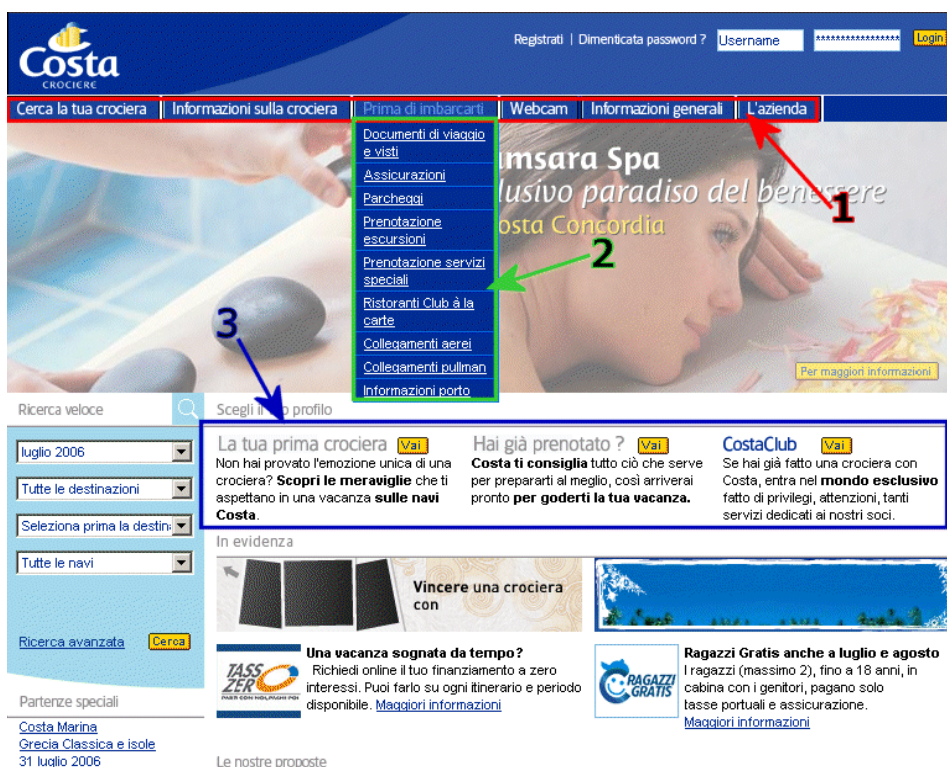 Costa
CROCIERE
Registrati | Dimenticata password ? Username ***************** Login
Cerca la tua crociera Informazioni sulla crociera Prima di imbarcarti Webcam Informazioni generali L'azienda
Documenti di viaggio
e visti
Assicurazioni
Parcheggi
Prenotazione
escursioni
Prenotazione servizi
speciali
Ristoranti Club à la
carte
Collegamenti aerei
Collegamenti pullman
Informazioni porto
msara Spa
lusivo paradiso del benessere
osta Concordia
1
2
3
Per maggiori informazioni
Ricerca veloce
luglio 2006
Tutte le destinazioni
Seleziona prima la destin
Tutte le navi
Ricerca avanzata Cerca
Partenze speciali
Costa Marina
Grecia Classica e isole
31 luglio 2006
Scegli il profilo
La tua prima crociera Vai
Non hai provato l'emozione unica di una
crociera? Scopri le meraviglie che ti
aspettano in una vacanza sulle navi
Costa.
Hai già prenotato ? Vai
Costa ti consiglia tutto ciò che serve
per prepararti al meglio, così arriverai
pronto per goderti la tua vacanza.
CostaClub Vai
Se hai già fatto una crociera con
Costa, entra nel mondo esclusivo
fatto di privilegi, attenzioni, tanti
servizi dedicati ai nostri soci.
In evidenza
Vincere una crociera
con
TASSO
ZERO
Una vacanza sognata da tempo?
Richiedi online il tuo finanziamento a zero
interessi. Puoi farlo su ogni itinerario e periodo
disponibile. Maggiori informazioni
RAGAZZI
GRATIS
Ragazzi Gratis anche a luglio e agosto
I ragazzi (massimo 2), fino a 18 anni, in
cabina con i genitori, pagano solo
tasse portuali e assicurazione.
Maggiori informazioni
Le nostre proposte